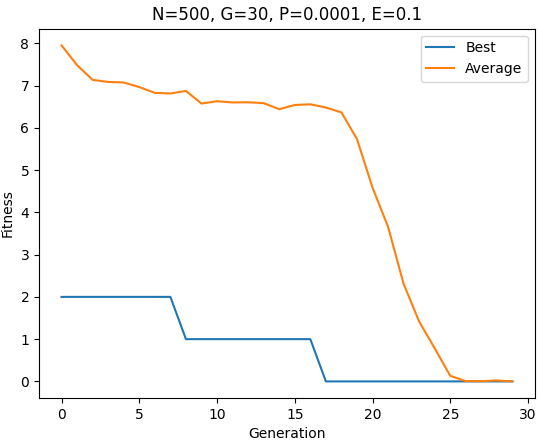 N=500, G=30, P=0.0001, E=0.1
Best
Average
8
7
6
5
4
3
2
1
0
Fitness
0 5 10 15 20 25 30
Generation